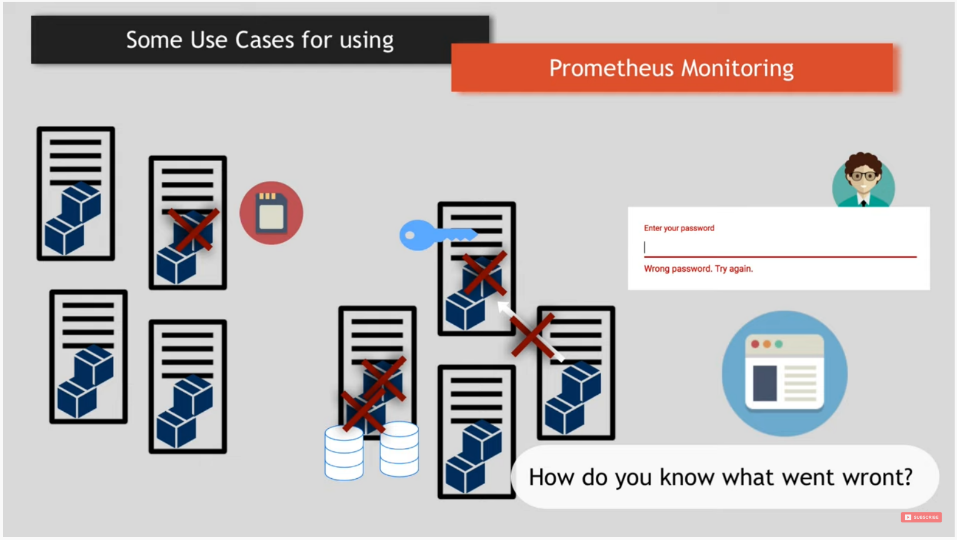 Some Use Cases for using
Prometheus Monitoring
Enter your password
Wrong password. Try again.
How do you know what went wront?
SUBSCRIBE